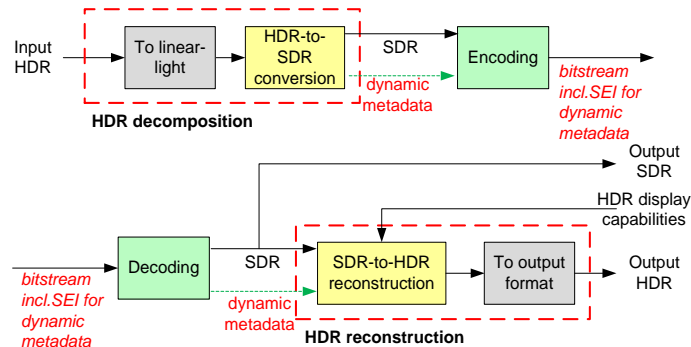 Input
HDR
To linear-
light
HDR-to-
SDR
conversion
SDR
dynamic
metadata
Encoding
bitstream
incl.SEI for
dynamic
metadata
HDR decomposition
Output
SDR
HDR display
capabilities
bitstream
incl.SEI for
dynamic
metadata
Decoding
SDR
dynamic
metadata
SDR-to-HDR
reconstruction
To output
format
Output
HDR
HDR reconstruction